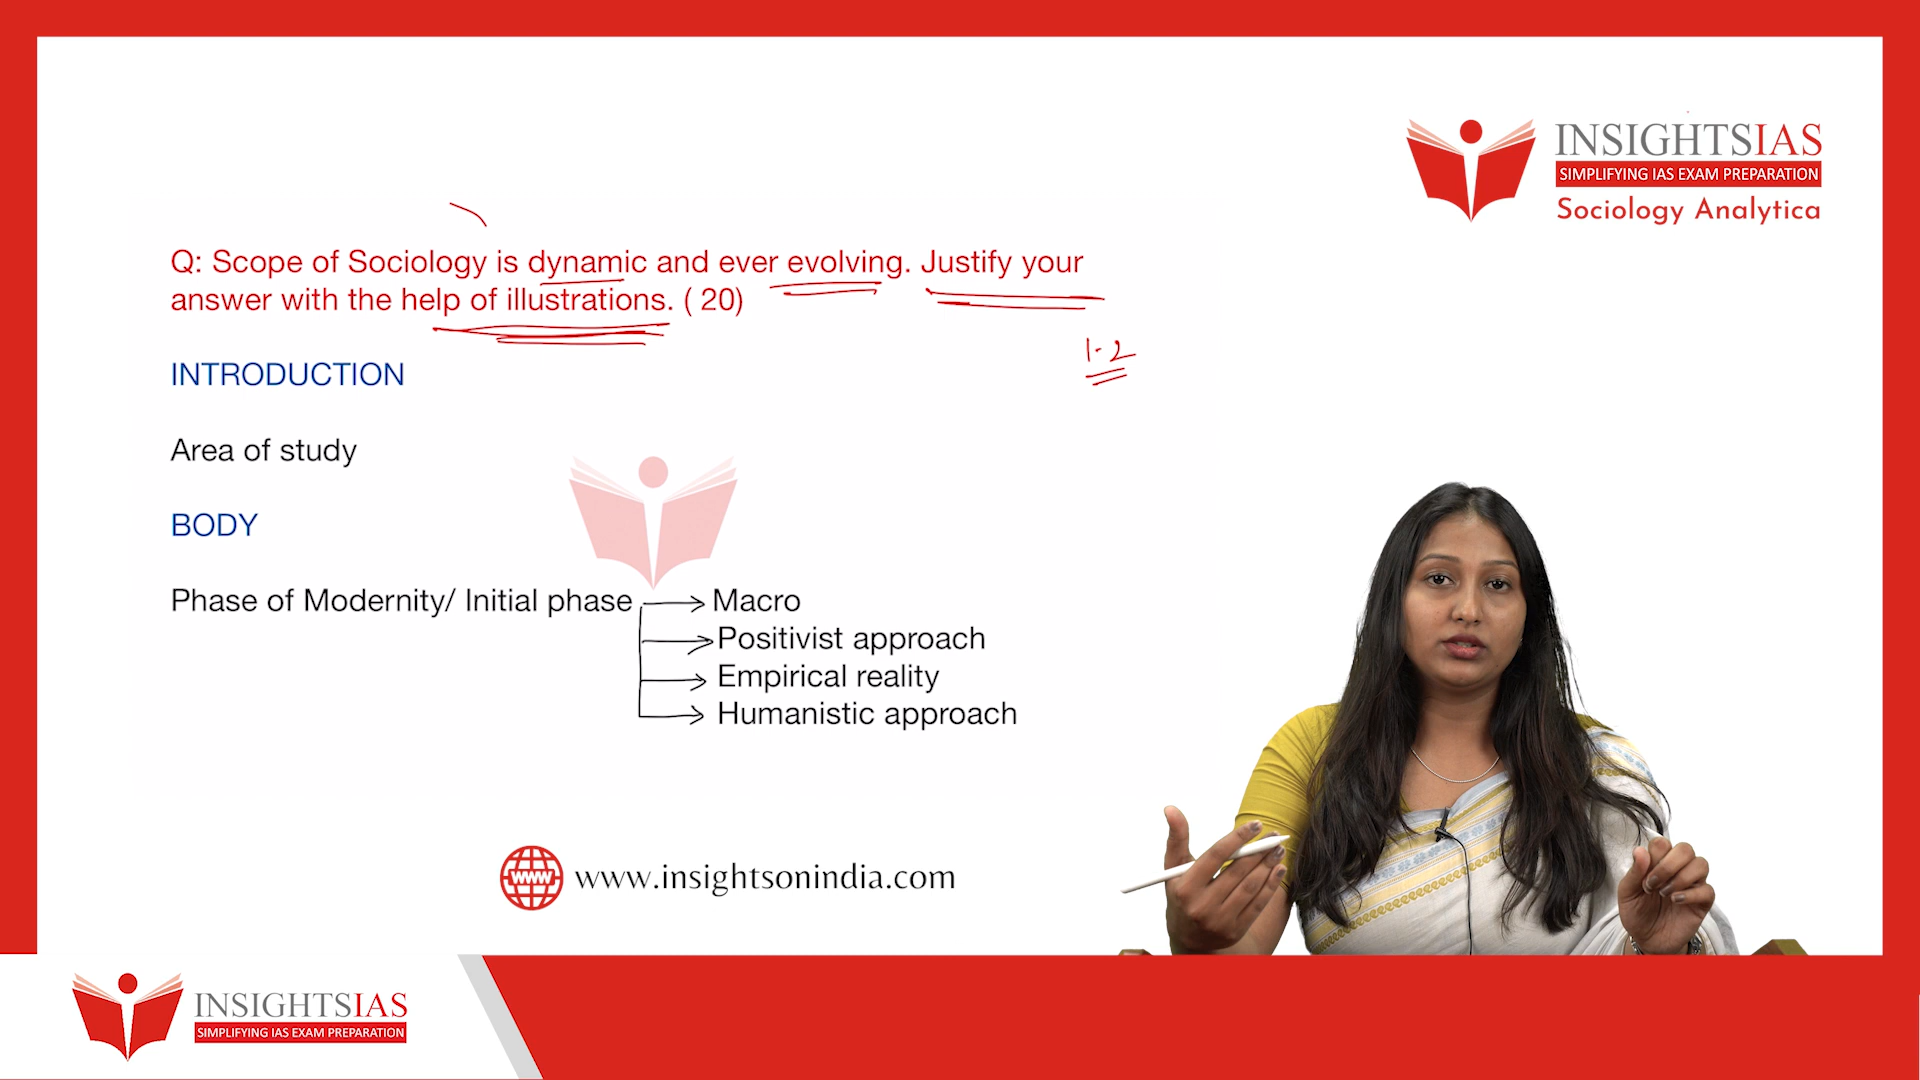 INSIGHTSIAS
SIMPLIFYING IAS EXAM PREPARATION
Sociology Analytica
Q: Scope of Sociology is dynamic and ever evolving. Justify your
answer with the help of illustrations. ( 20)
1-2
INTRODUCTION
Area of study
BODY
Phase of Modernity/ Initial phase
Macro
Positivist approach
Empirical reality
Humanistic approach
www
www.insightsonindia.com
INSIGHTSIAS
SIMPLIFYING IAS EXAM PREPARATION